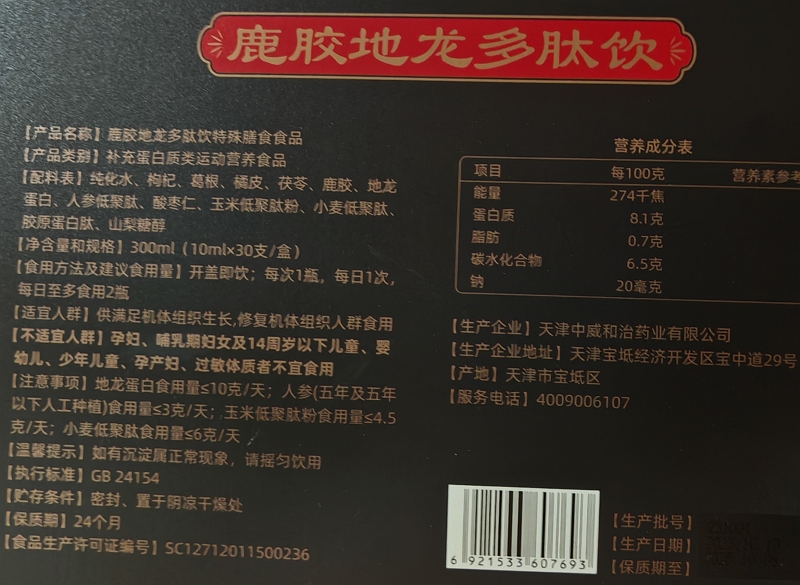 鹿胶地龙多肽饮
【产品名称】鹿胶地龙多肽饮特殊膳食食品
【产品类别】补充蛋白质类运动营养食品
【配料表】纯化水、枸杞、葛根、橘皮、茯苓、鹿胶、地龙
蛋白、人参低聚肽、酸枣仁、玉米低聚肽粉、小麦低聚肽、
胶原蛋白肽、山梨糖醇
【净含量和规格】300ml（10ml×30支/盒）
【食用方法及建议食用量】开盖即饮；每次1瓶，每日1次，
每日至多食用2瓶
【适宜人群】供满足机体组织生长,修复机体组织人群食用
【不适宜人群】孕妇、哺乳期妇女及14周岁以下儿童、婴
幼儿、少年儿童、孕产妇、过敏体质者不宜食用
【注意事项】地龙蛋白食用量≤10克/天；人参(五年及五年
以下人工种植)食用量≤3克/天；玉米低聚肽粉食用量≤4.5
克/天；小麦低聚肽食用量≤6克/天
【温馨提示】如有沉淀属正常现象，请摇匀饮用
【执行标准】GB 24154
【贮存条件】密封、置于阴凉干燥处
【保质期】24个月
【食品生产许可证编号】SC12712011500236
营养成分表
项目 每100克 营养素参考
能量 274千焦
蛋白质 8.1克
脂肪 0.7克
碳水化合物 6.5克
钠 20毫克
【生产企业】天津中威和治药业有限公司
【生产企业地址】天津宝坻经济开发区宝中道29号
【产地】天津市宝坻区
【服务电话】4009006107
6 921533 607693
【生产批号】
【生产日期】
【保质期至】